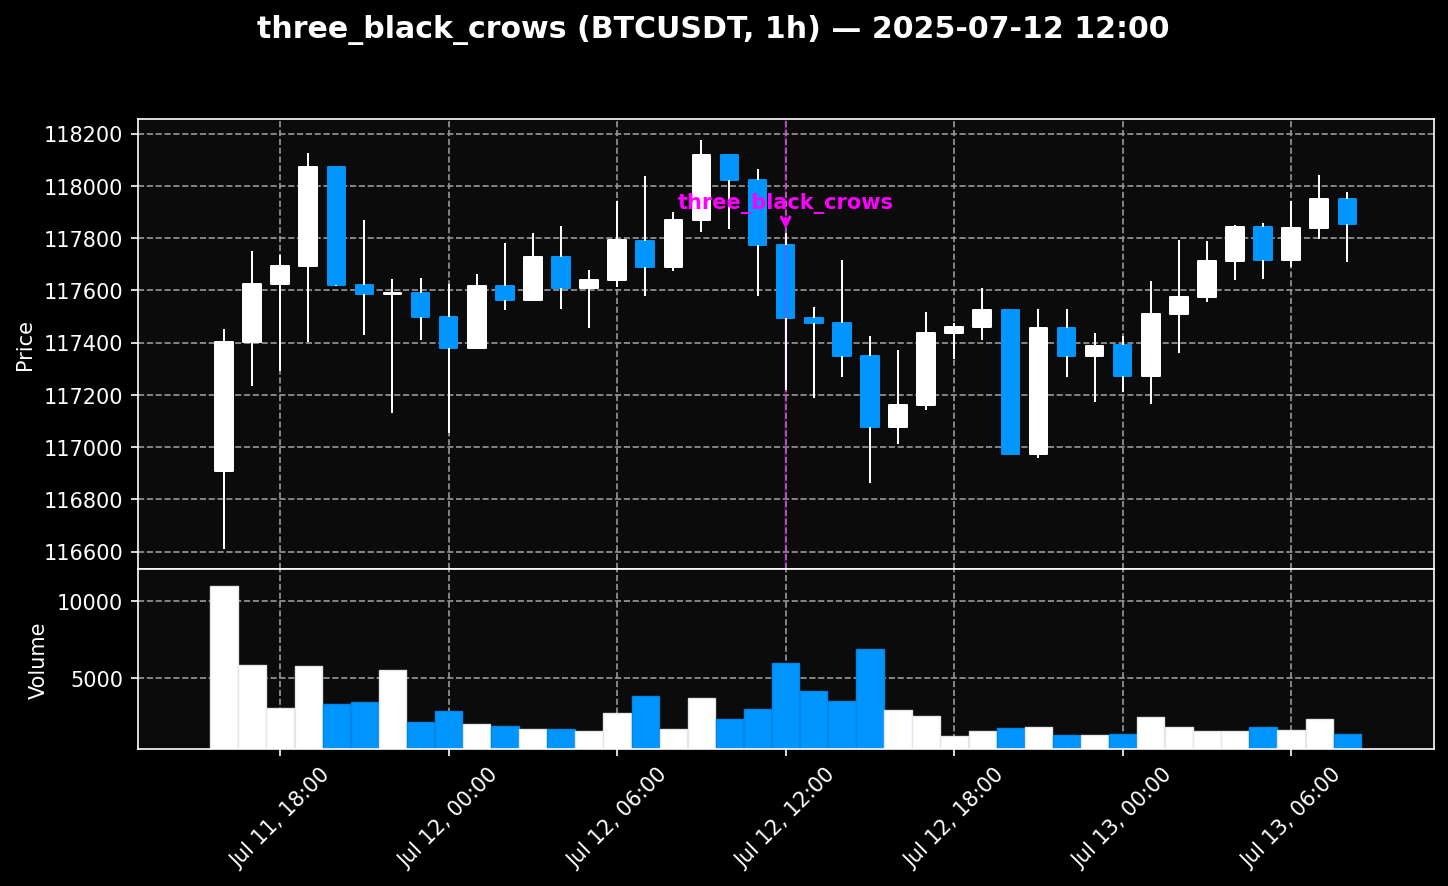 three_black_crows (BTCUSDT, 1h) — 2025-07-12 12:00
118200
118000
three_black_crows
117800
117600
117400
117200
117000
116800
116600
Price
10000
5000
Volume
Jul 11, 18:00
Jul 12, 00:00
Jul 12, 06:00
Jul 12, 12:00
Jul 12, 18:00
Jul 13, 00:00
Jul 13, 06:00